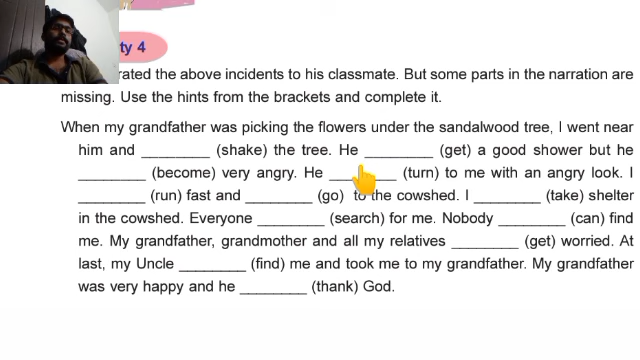 ty 4
rated the above incidents to his classmate. But some parts in the narration are
missing. Use the hints from the brackets and complete it.
When my grandfather was picking the flowers under the sandalwood tree, I went near
him and ________ (shake) the tree. He ________ (get) a good shower but he
________ (become) very angry. He ________ (turn) to me with an angry look. I
________ (run) fast and ________ (go) to the cowshed. I ________ (take) shelter
in the cowshed. Everyone ________ (search) for me. Nobody ________ (can) find
me. My grandfather, grandmother and all my relatives ________ (get) worried. At
last, my Uncle ________ (find) me and took me to my grandfather. My grandfather
was very happy and he ________ (thank) God.